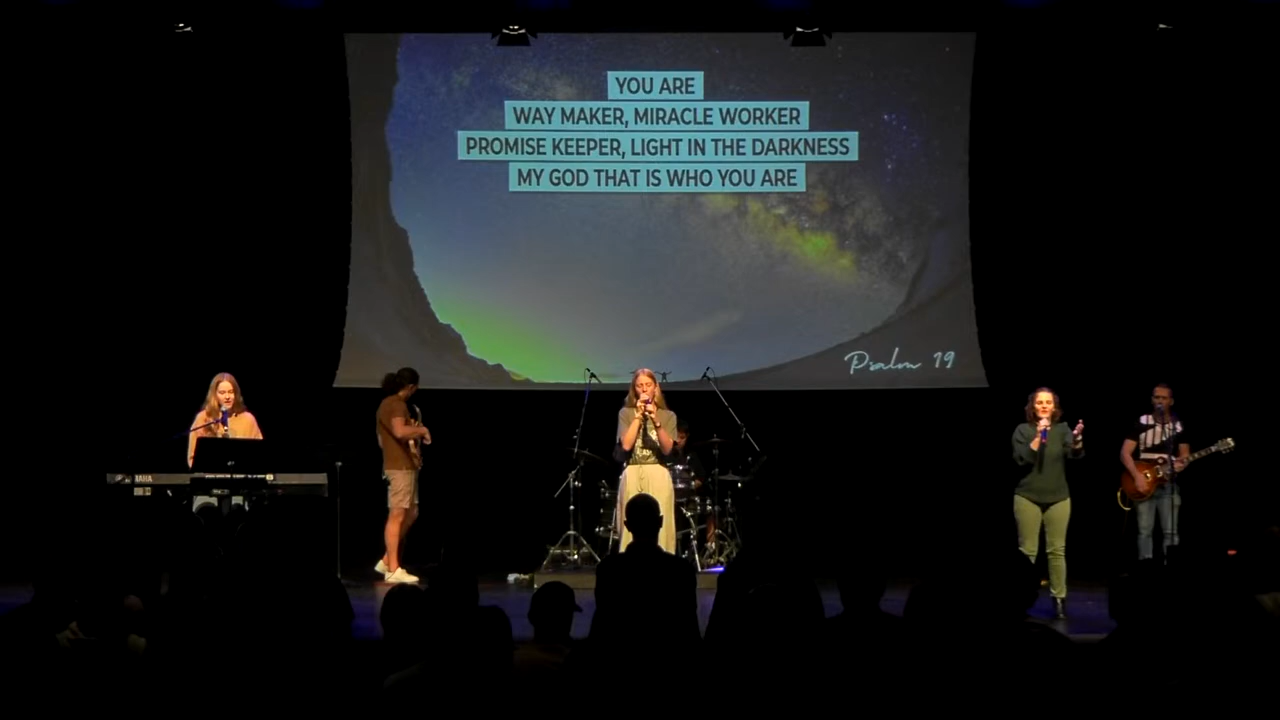 YOU ARE
WAY MAKER, MIRACLE WORKER
PROMISE KEEPER, LIGHT IN THE DARKNESS
MY GOD THAT IS WHO YOU ARE
Psalm 19